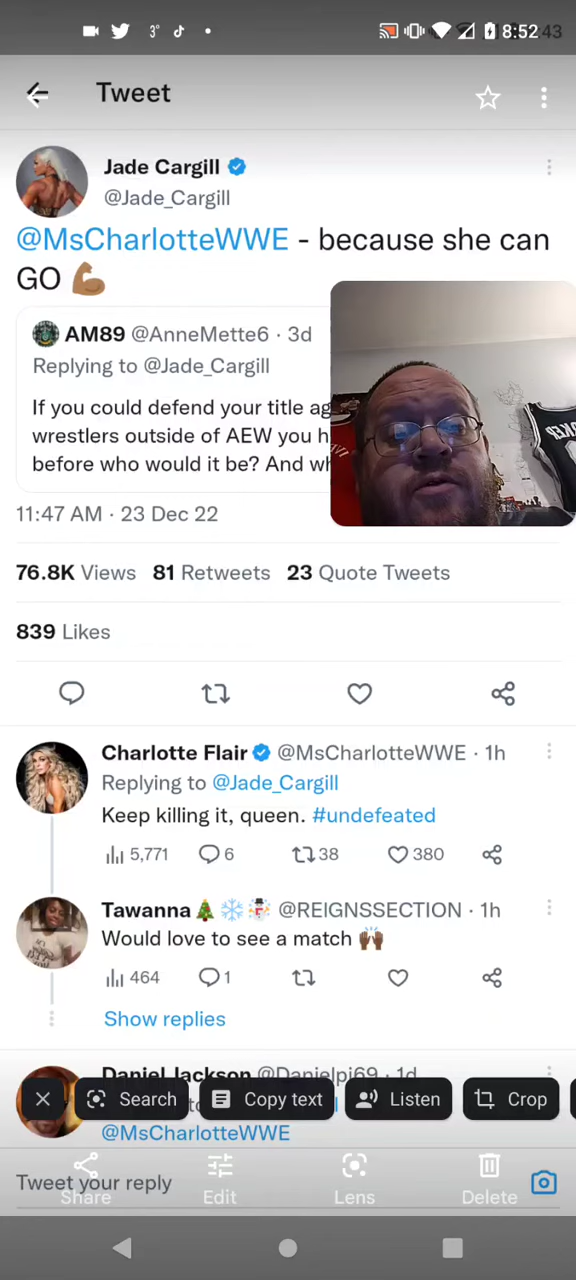 8:52
Tweet
Jade Cargill
@Jade_Cargill
@MsCharlotteWWE - because she can
GO
AM89 @AnneMette6 · 3d
Replying to @Jade_Cargill
If you could defend your title
wrestlers outside of AEW you
before who would it be? And
11:47 AM · 23 Dec 22
76.8K Views 81 Retweets 23 Quote Tweets
839 Likes
Charlotte Flair @MsCharlotteWWE · 1h
Replying to @Jade_Cargill
Keep killing it, queen. #undefeated
5,771 6 38 380
Tawanna🎄❄️☃️ @REIGNSSECTION · 1h
Would love to see a match 🙌🏾
464 1
Show replies
Daniel Jackson @Danielpi69 · 1d
Search Copy text Listen Crop
@MsCharlotteWWE
Tweet your reply
Share Edit Lens Delete